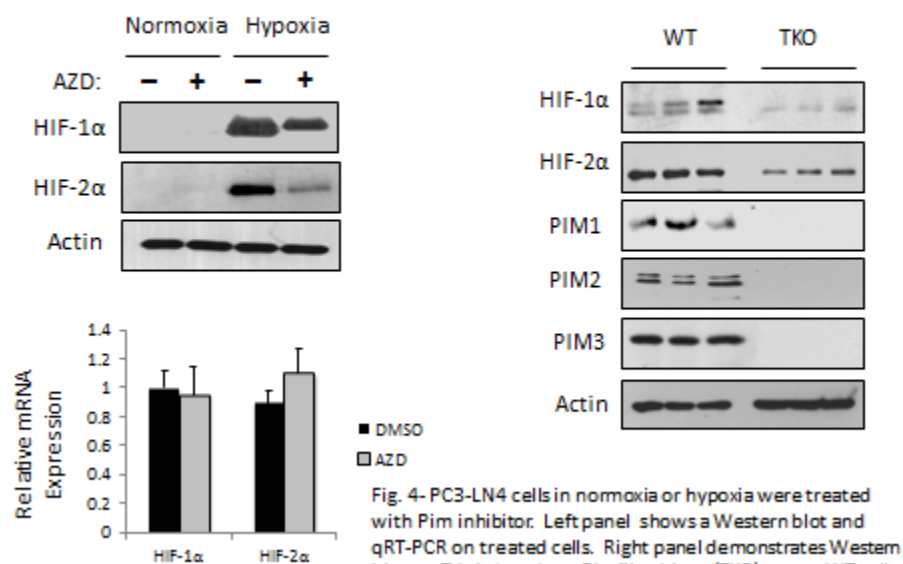 Normoxia Hypoxia
AZD: – + – +
HIF-1α
HIF-2α
Actin
WT TKO
HIF-1α
HIF-2α
PIM1
PIM2
PIM3
Actin
Relative mRNA
Expression
1.4
1.2
1
0.8
0.6
0.4
0.2
0
HIF-1α HIF-2α
DMSO
AZD
Fig. 4- PC3-LN4 cells in normoxia or hypoxia were treated
with Pim inhibitor. Left panel shows a Western blot and
qRT-PCR on treated cells. Right panel demonstrates Western